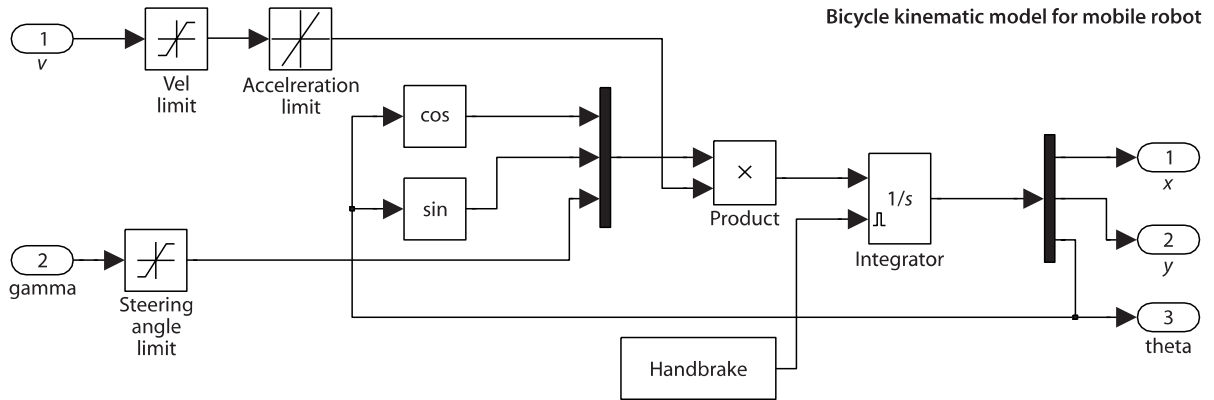 Bicycle kinematic model for mobile robot
1
v
Vel
limit
Accelreration
limit
cos
sin
×
Product
1/s
Integrator
1
x
2
y
3
theta
2
gamma
Steering
angle
limit
Handbrake